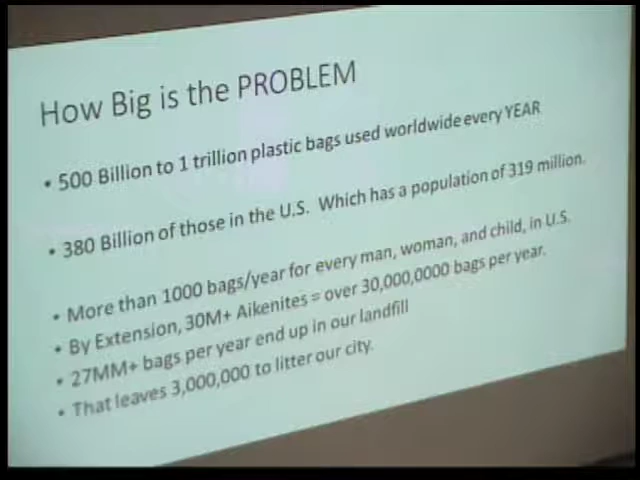 How Big is the PROBLEM
• 500 Billion to 1 trillion plastic bags used worldwide every YEAR
• 380 Billion of those in the U.S. Which has a population of 319 million.
• More than 1000 bags/year for every man, woman, and child, in U.S.
• By Extension, 30M+ Aikenites = over 30,000,0000 bags per year.
• 27MM+ bags per year end up in our landfill
• That leaves 3,000,000 to litter our city.